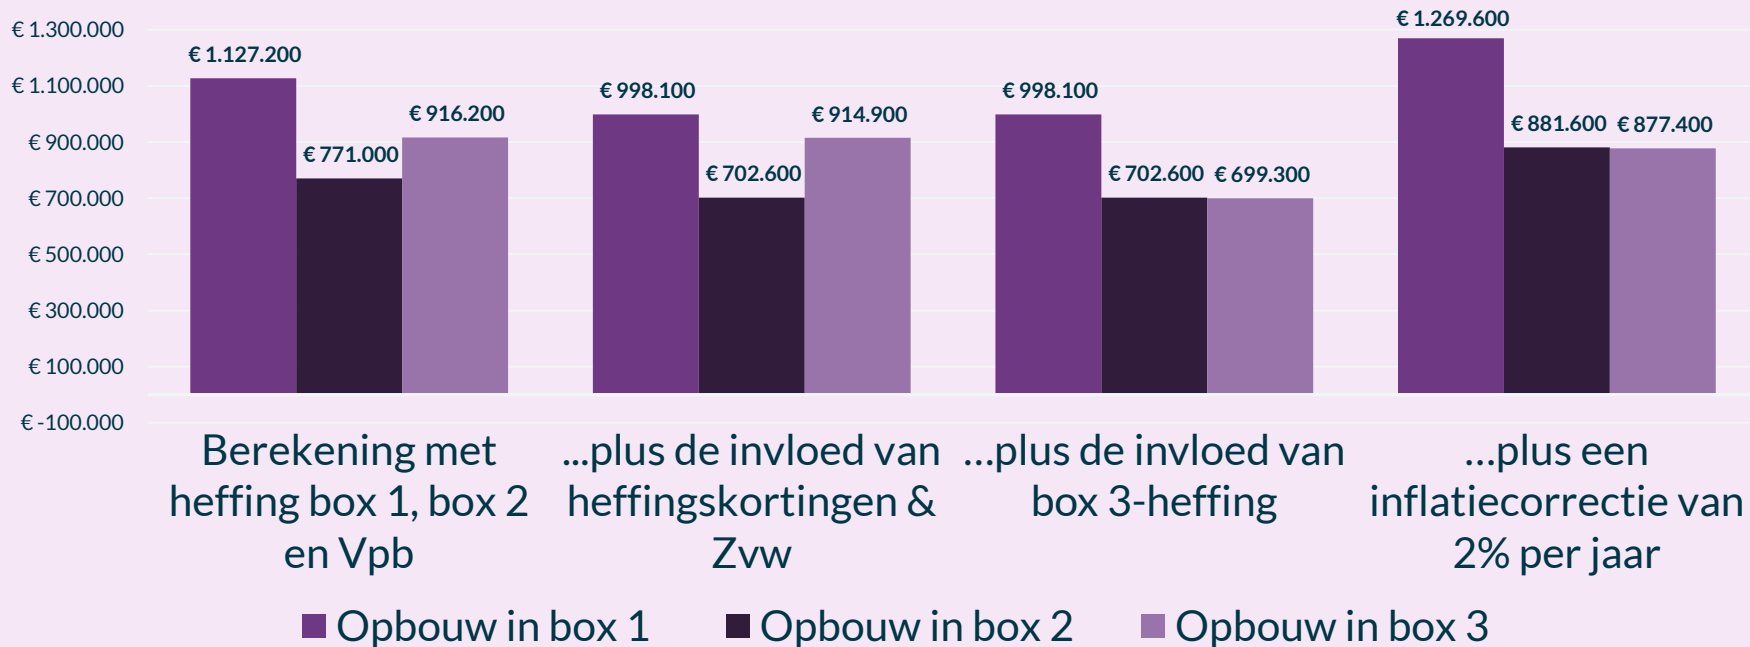 € 1.300.000
€ 1.100.000
€ 900.000
€ 700.000
€ 500.000
€ 300.000
€ 100.000
€ -100.000
€ 1.127.200
€ 771.000
€ 916.200
€ 998.100
€ 702.600
€ 914.900
€ 998.100
€ 702.600
€ 699.300
€ 1.269.600
€ 881.600
€ 877.400
Berekening met
heffing box 1, box 2
en Vpb
...plus de invloed van
heffingskortingen &
Zvw
...plus de invloed van
box 3-heffing
...plus een
inflatiecorrectie van
2% per jaar
Opbouw in box 1
Opbouw in box 2
Opbouw in box 3